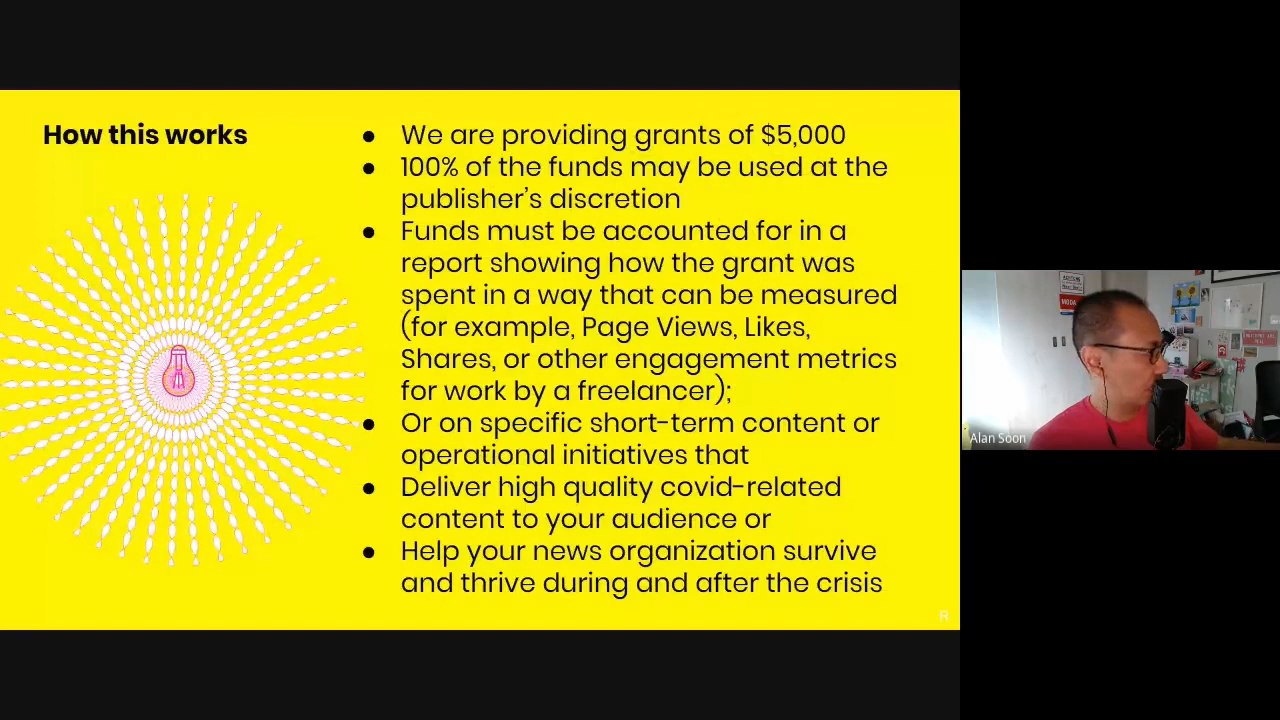 How this works
● We are providing grants of $5,000
● 100% of the funds may be used at the
publisher's discretion
● Funds must be accounted for in a
report showing how the grant was
spent in a way that can be measured
(for example, Page Views, Likes,
Shares, or other engagement metrics
for work by a freelancer);
● Or on specific short-term content or
operational initiatives that
● Deliver high quality covid-related
content to your audience or
● Help your news organization survive
and thrive during and after the crisis
R
Alan Soon